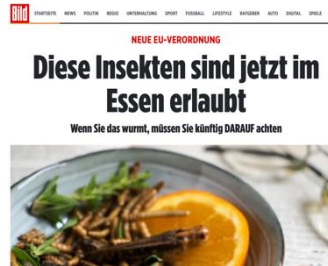 Bild STARTSEITE NEWS POLITIK REGIO UNTERHALTUNG SPORT FUSSBALL LIFESTYLE RATGEBER AUTO DIGITAL SPIELE
NEUE EU-VERORDNUNG
Diese Insekten sind jetzt im
Essen erlaubt
Wenn Sie das wurmt, müssen Sie künftig DARAUF achten